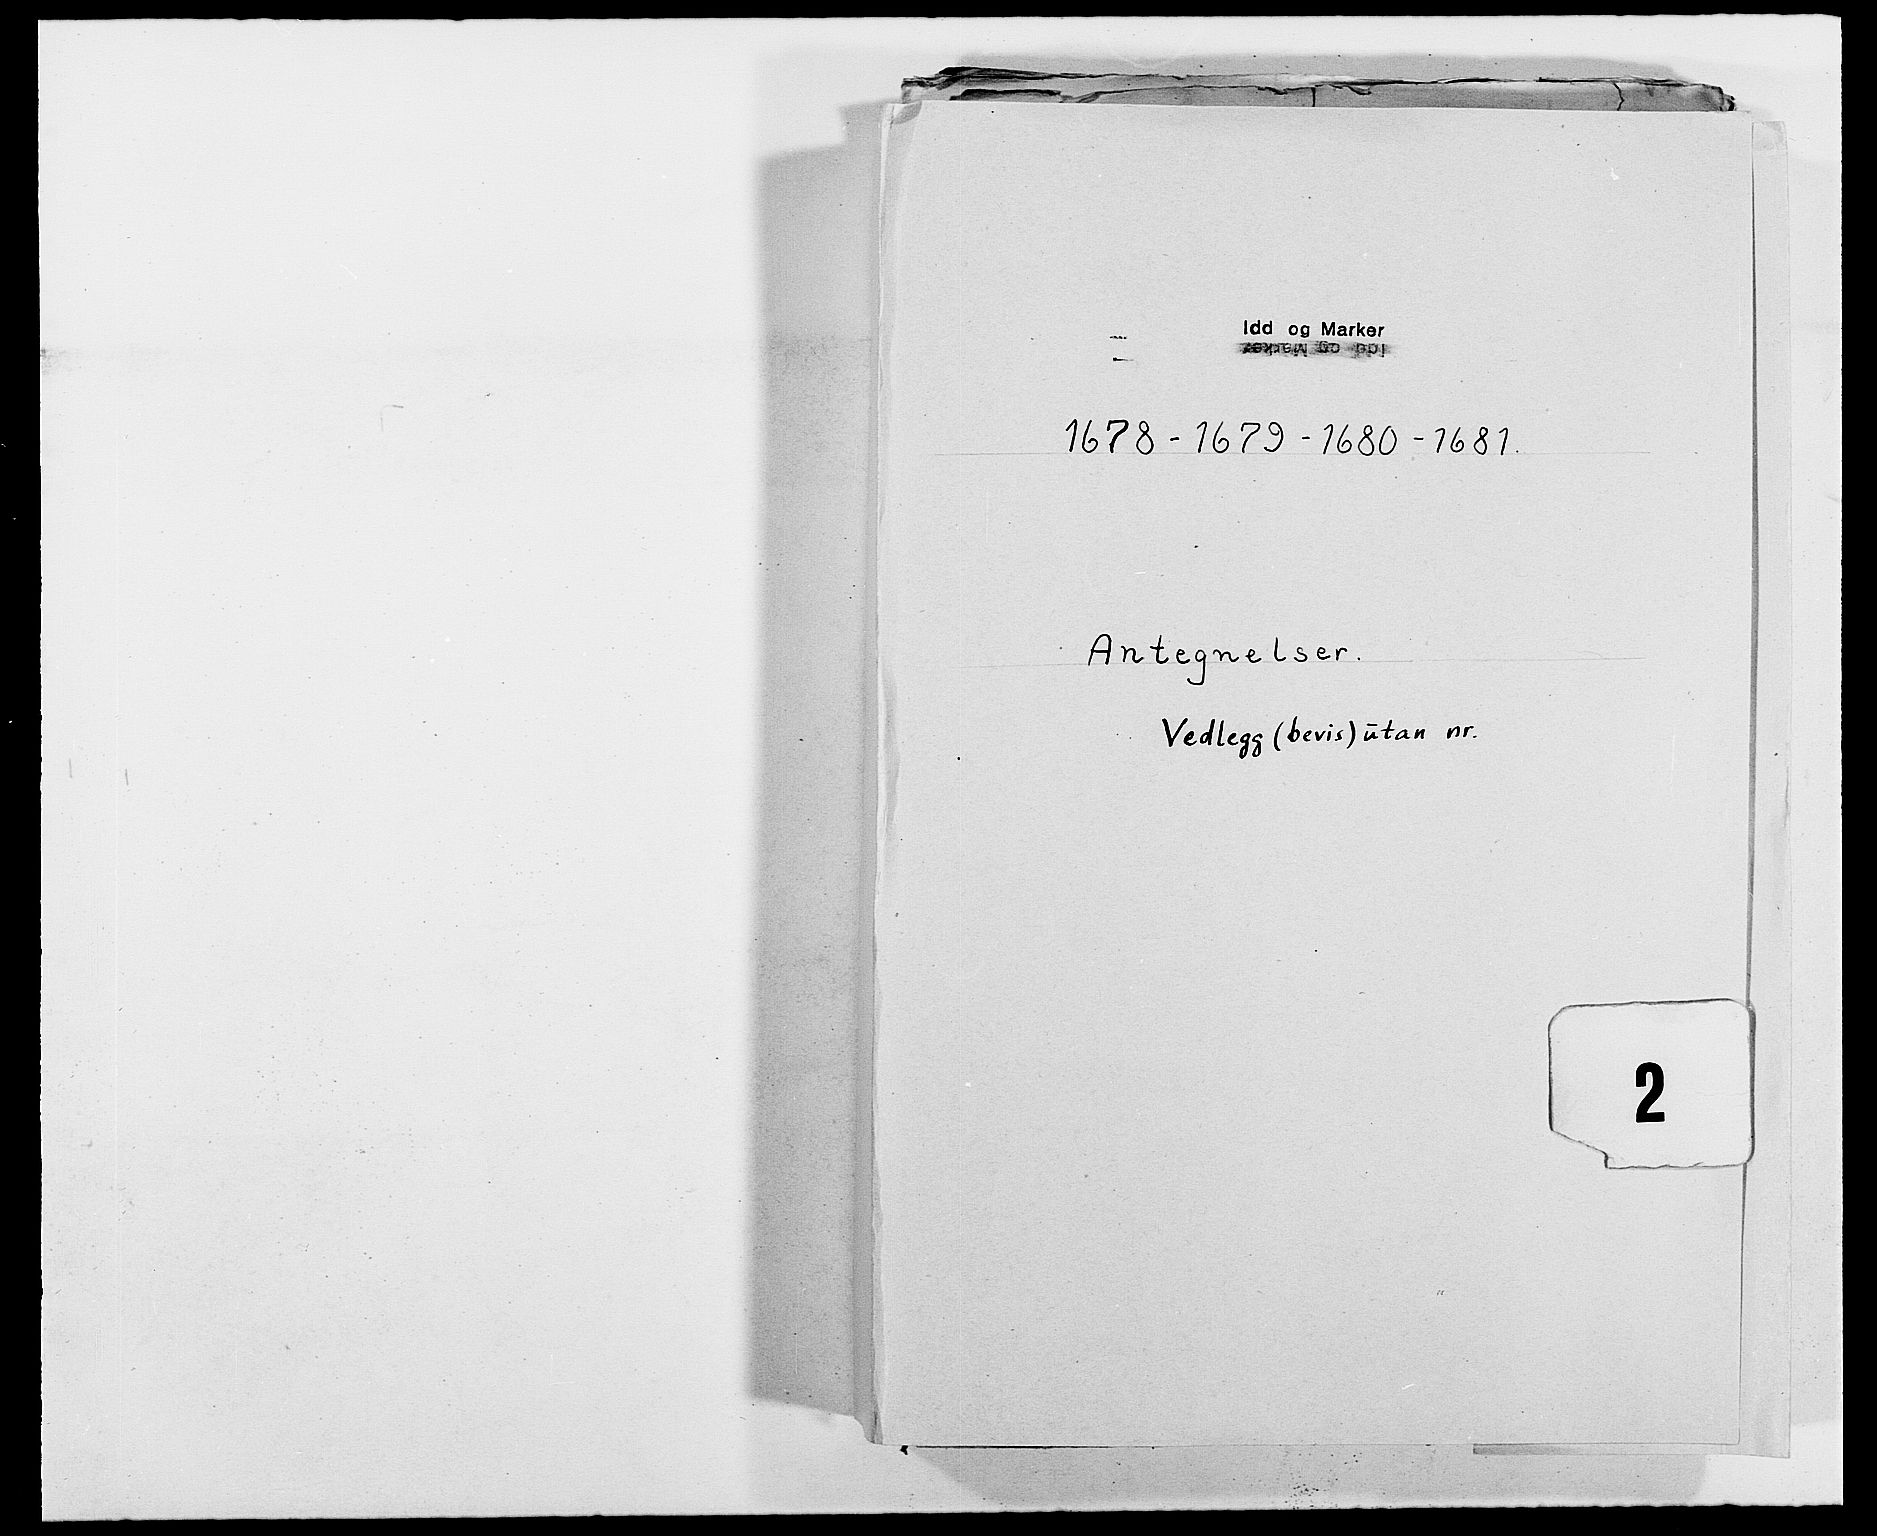 Idd og Marker
Idd og Marker
1678 - 1679 - 1680 - 1681.
Antegnelser.
Vedlegg (bevis) utan nr.
2